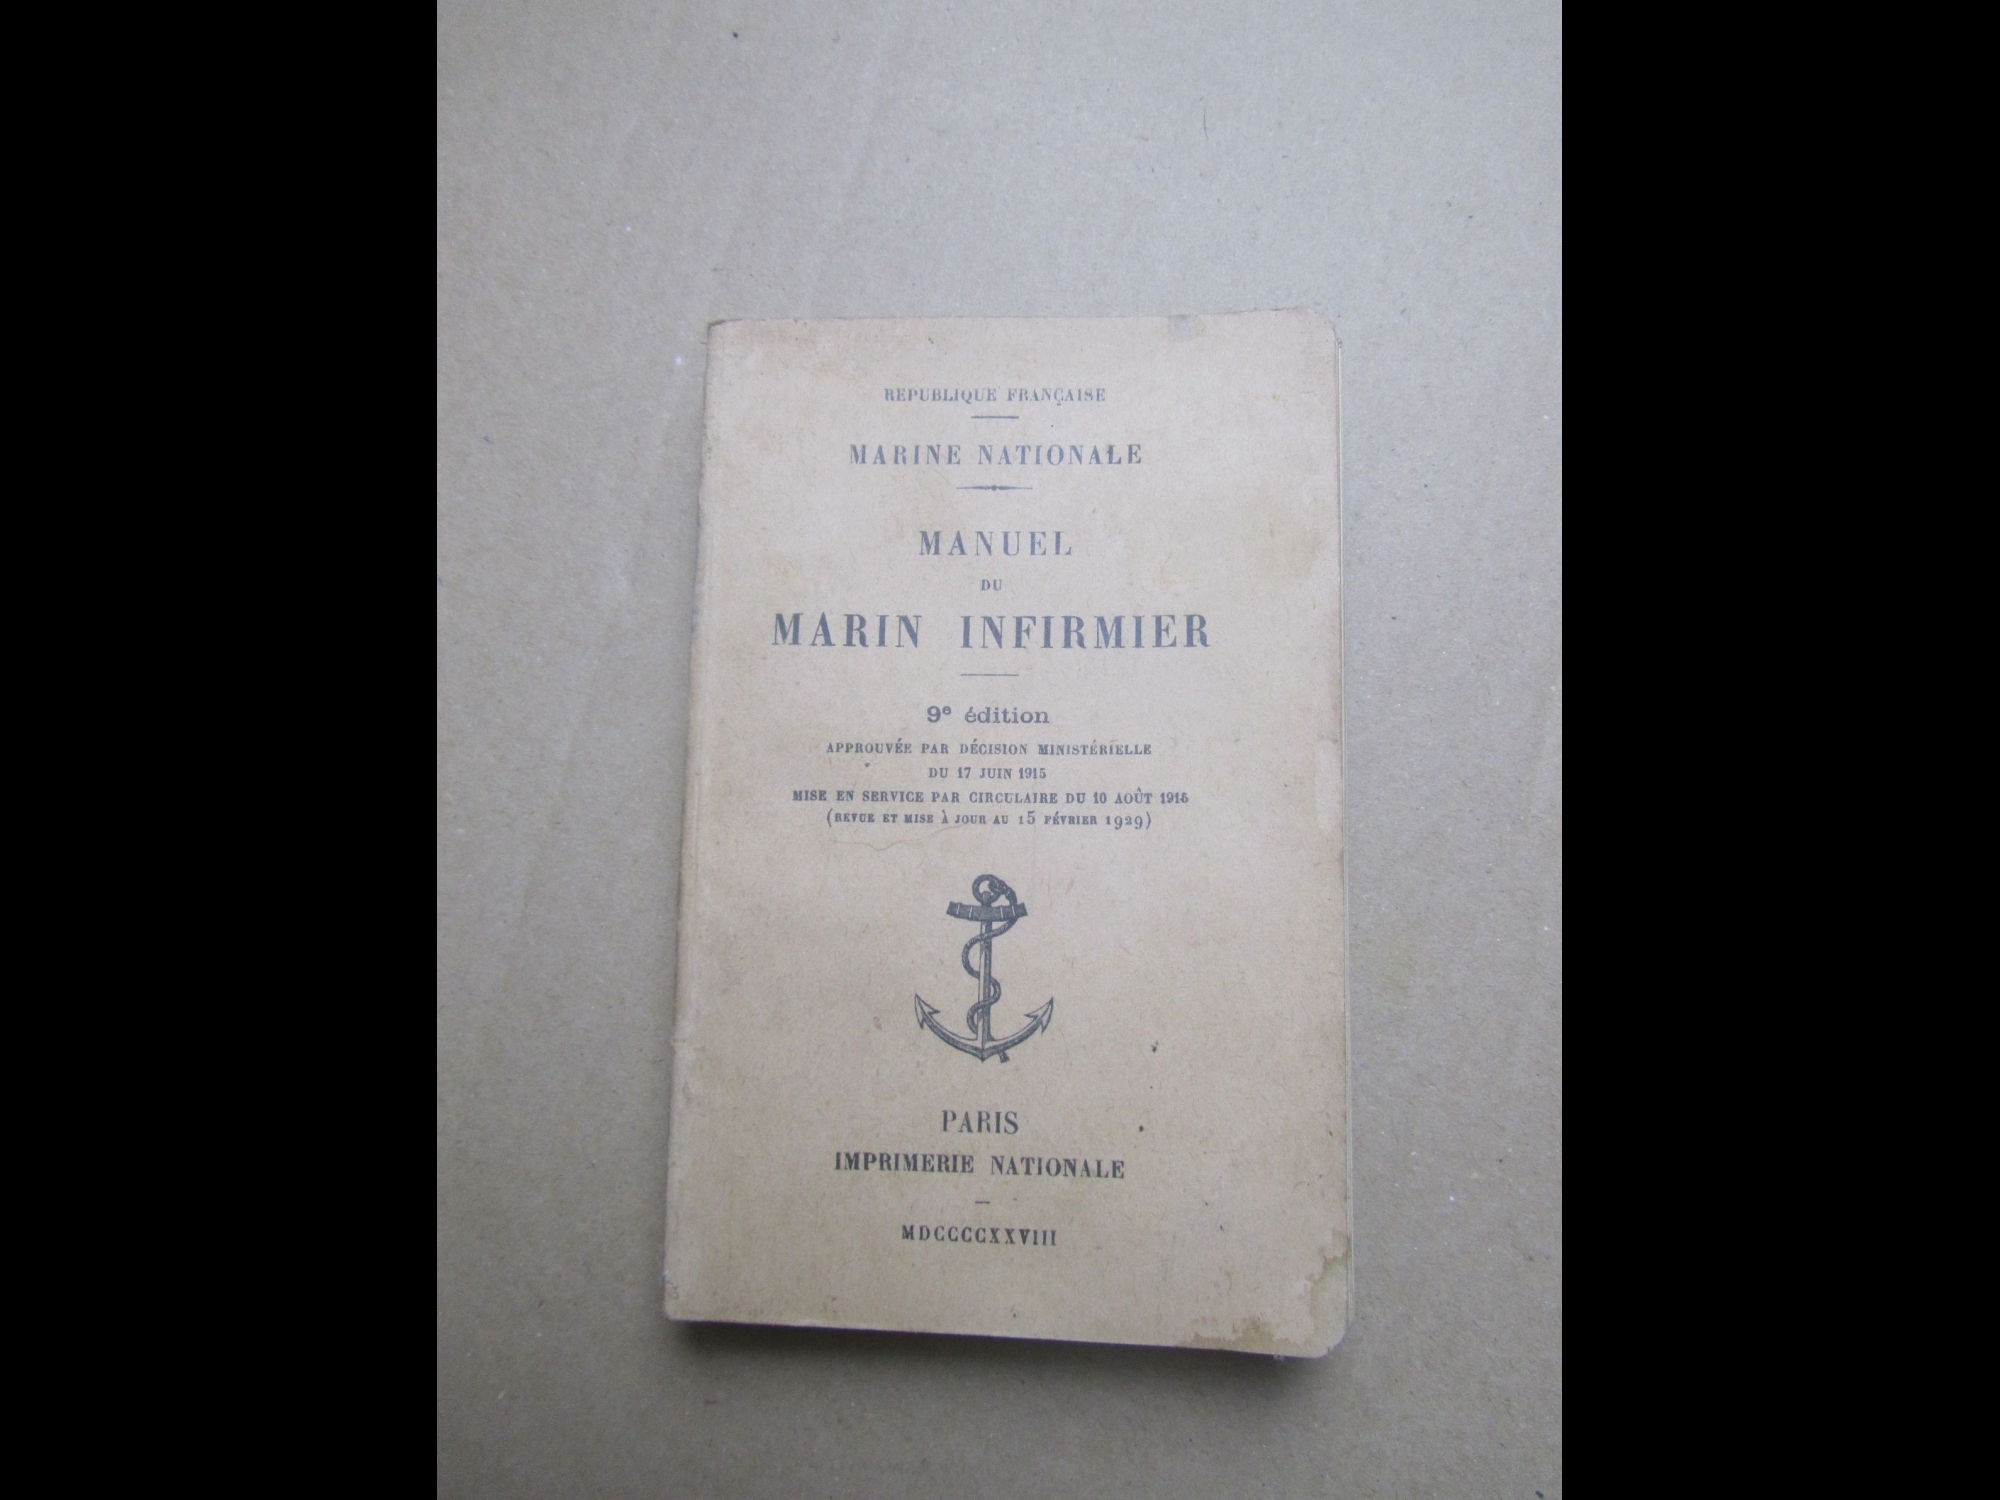 REPUBLIQUE FRANÇAISE
MARINE NATIONALE
MANUEL
DU
MARIN INFIRMIER
9e édition
APPROUVÉE PAR DÉCISION MINISTÉRIELLE
DU 17 JUIN 1915
MISE EN SERVICE PAR CIRCULAIRE DU 10 AOÛT 1915
(REVUE ET MISE À JOUR AU 15 FÉVRIER 1929)
PARIS
IMPRIMERIE NATIONALE
MDCCCCXXVIII